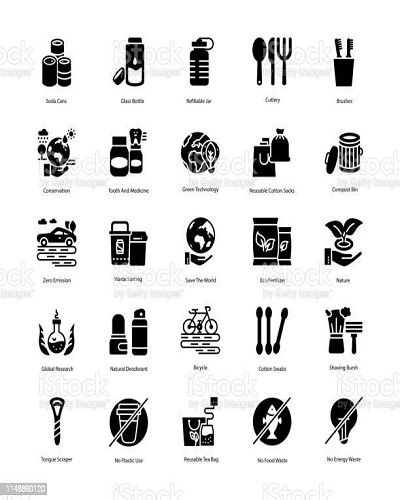 Soda Cans
Glass Bottle
Refillable Jar
Cutlery
Brushes
Conservation
Tooth And Medicine
Green Technology
Reusable Cotton Sacks
Compost Bin
Zero Emission
Waste Sorting
Save The World
Eco Fertilizer
Nature
Global Research
Natural Deodorant
Bicycle
Cotton Swabs
Shaving Bursh
Tongue Scraper
No Plastic Use
Reusable Tea Bag
No Food Waste
No Energy Waste
iStock
by Getty Images
1148860120